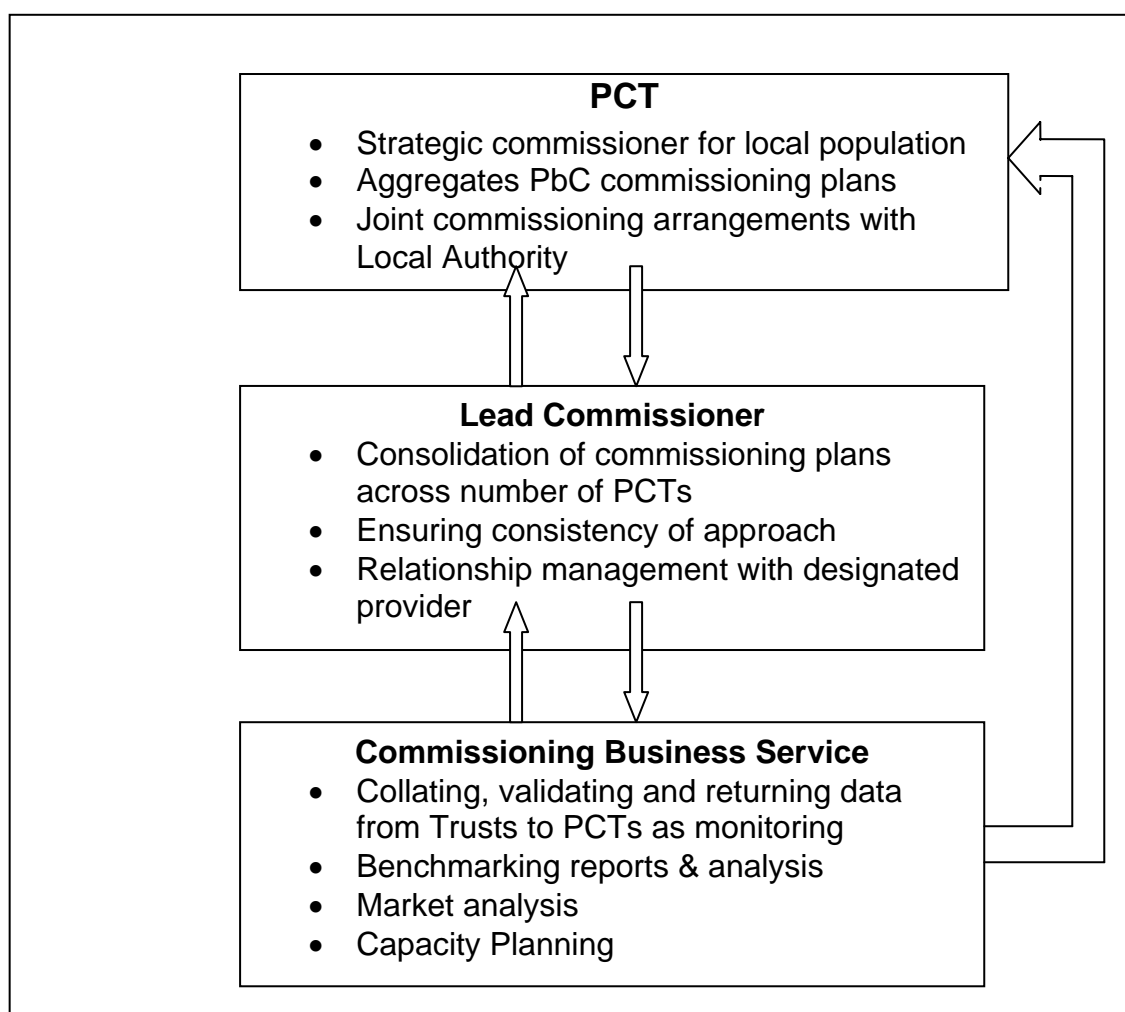 PCT
• Strategic commissioner for local population
• Aggregates PbC commissioning plans
• Joint commissioning arrangements with
Local Authority
Lead Commissioner
• Consolidation of commissioning plans
across number of PCTs
• Ensuring consistency of approach
• Relationship management with designated
provider
Commissioning Business Service
• Collating, validating and returning data
from Trusts to PCTs as monitoring
• Benchmarking reports & analysis
• Market analysis
• Capacity Planning